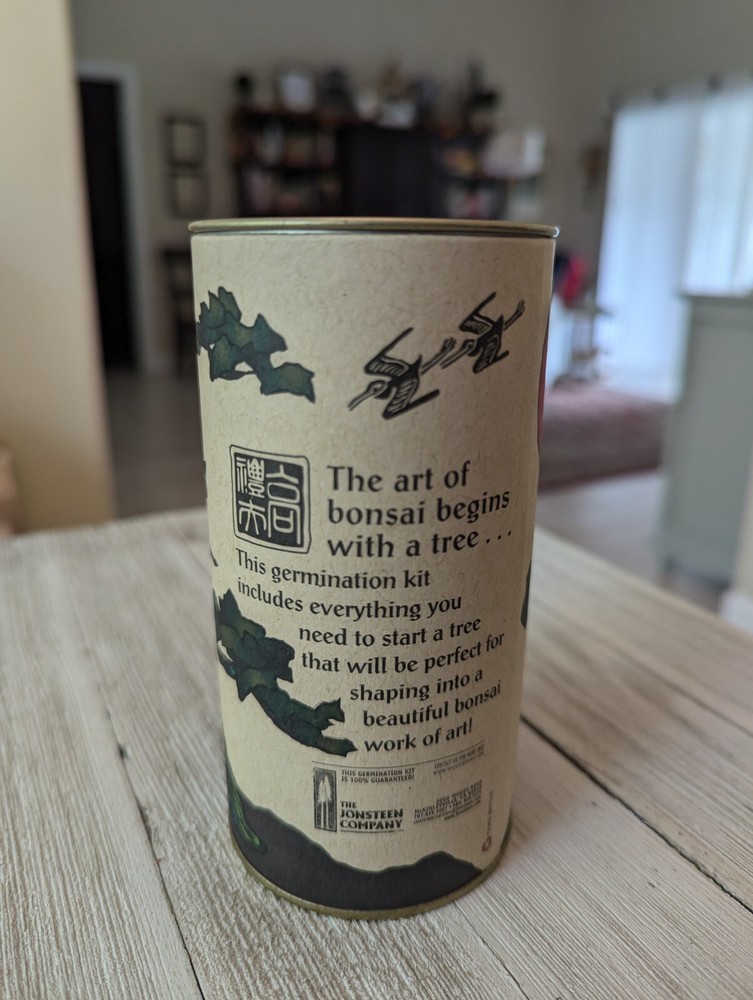 The art of
bonsai begins
with a tree . . .
This germination kit
includes everything you
need to start a tree
that will be perfect for
shaping into a
beautiful bonsai
work of art!
THIS GERMINATION KIT
IS 100% GUARANTEED!
THE
JONSTEEN
COMPANY